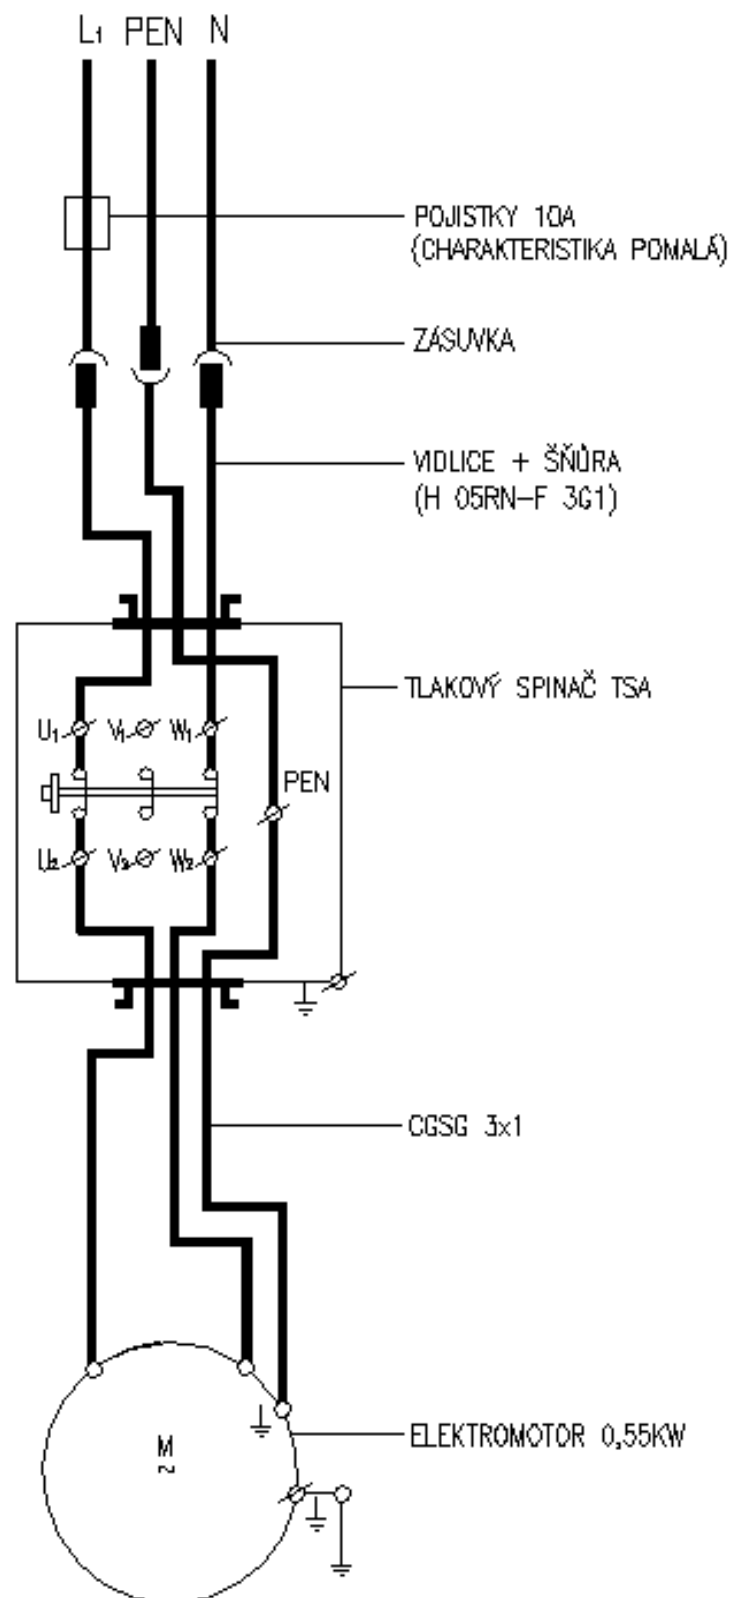 L1 PEN N
POJISTKY 10A
(CHARAKTERISTIKA POMALÁ)
ZÁSUVKA
VIDLICE + ŠŇŮRA
(H 05RN-F 3G1)
TLAKOVÝ SPINAČ TSA
U1 V1 W1
PEN
U2 V2 W2
CGSG 3x1
M
~
ELEKTROMOTOR 0,55KW